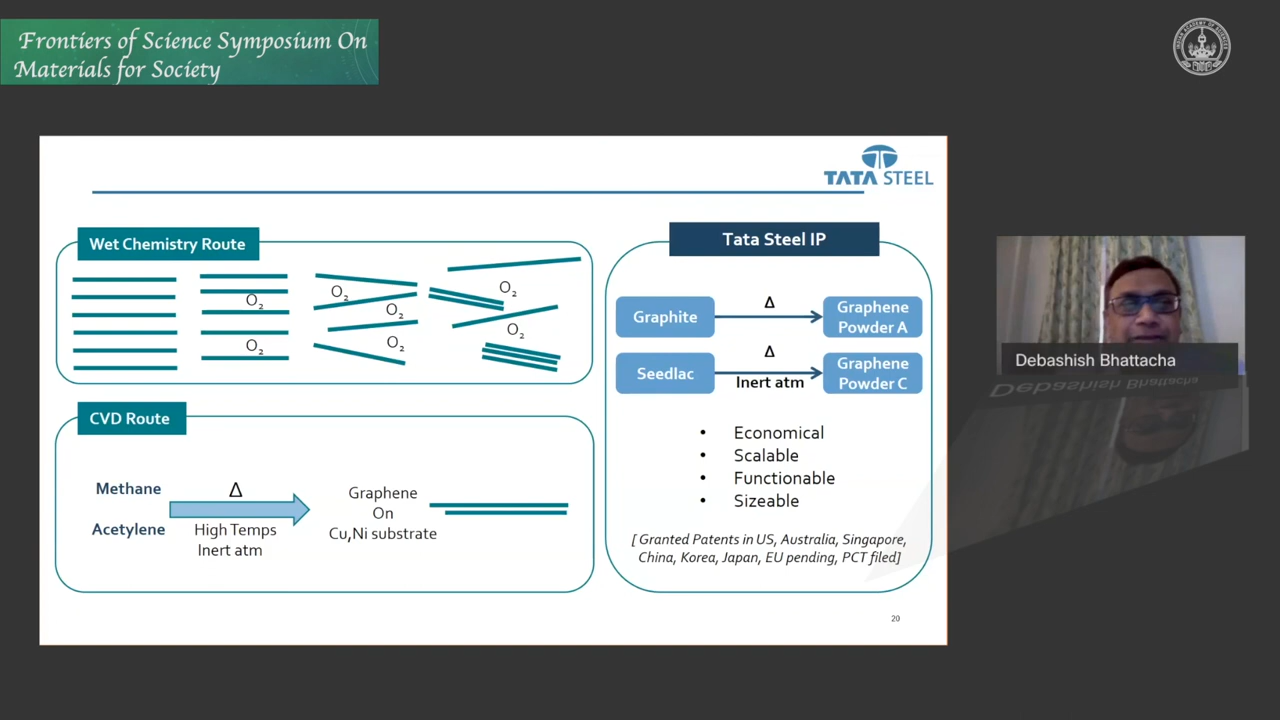 Frontiers of Science Symposium On
Materials for Society
TATA STEEL
Wet Chemistry Route
O₂
O₂
O₂
O₂
O₂
O₂
O₂
CVD Route
Methane
Acetylene
Δ
High Temps
Inert atm
Graphene
On
Cu,Ni substrate
Tata Steel IP
Graphite
Δ
Graphene
Powder A
Seedlac
Δ
Inert atm
Graphene
Powder C
• Economical
• Scalable
• Functionable
• Sizeable
[ Granted Patents in US, Australia, Singapore,
China, Korea, Japan, EU pending, PCT filed]
20
Debashish Bhattacha
Debashish Bhattacha